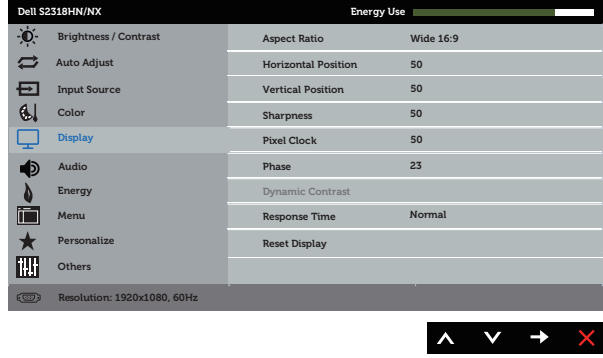 Dell S2318HN/NX Energy Use
Brightness / Contrast
Auto Adjust
Input Source
Color
Display
Audio
Energy
Menu
Personalize
Others
Aspect Ratio Wide 16:9
Horizontal Position 50
Vertical Position 50
Sharpness 50
Pixel Clock 50
Phase 23
Dynamic Contrast
Response Time Normal
Reset Display
Resolution: 1920x1080, 60Hz